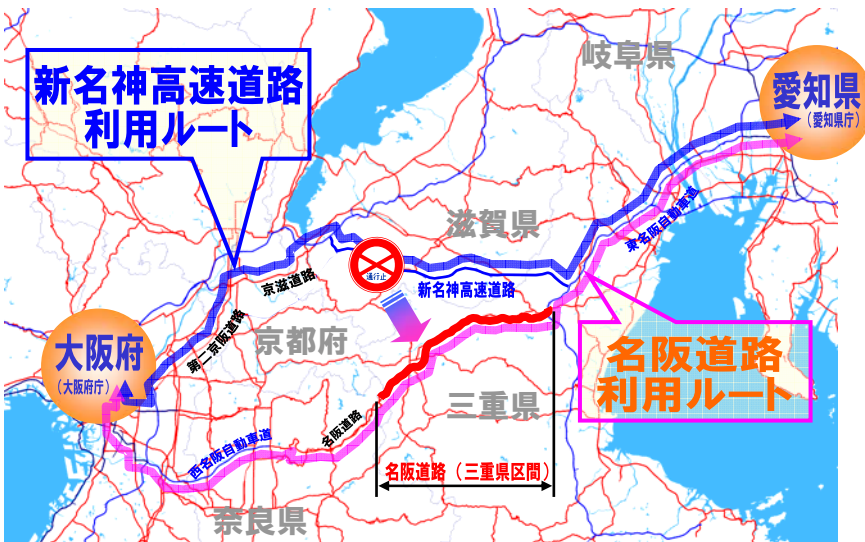 岐阜県
新名神高速道路
利用ルート
愛知県
(愛知県庁)
滋賀県
東名阪自動車道
通行止
京滋道路
新名神高速道路
第二京阪道路
京都府
大阪府
(大阪府庁)
名阪道路
利用ルート
三重県
名阪道路
西名阪自動車道
名阪道路(三重県区間)
奈良県